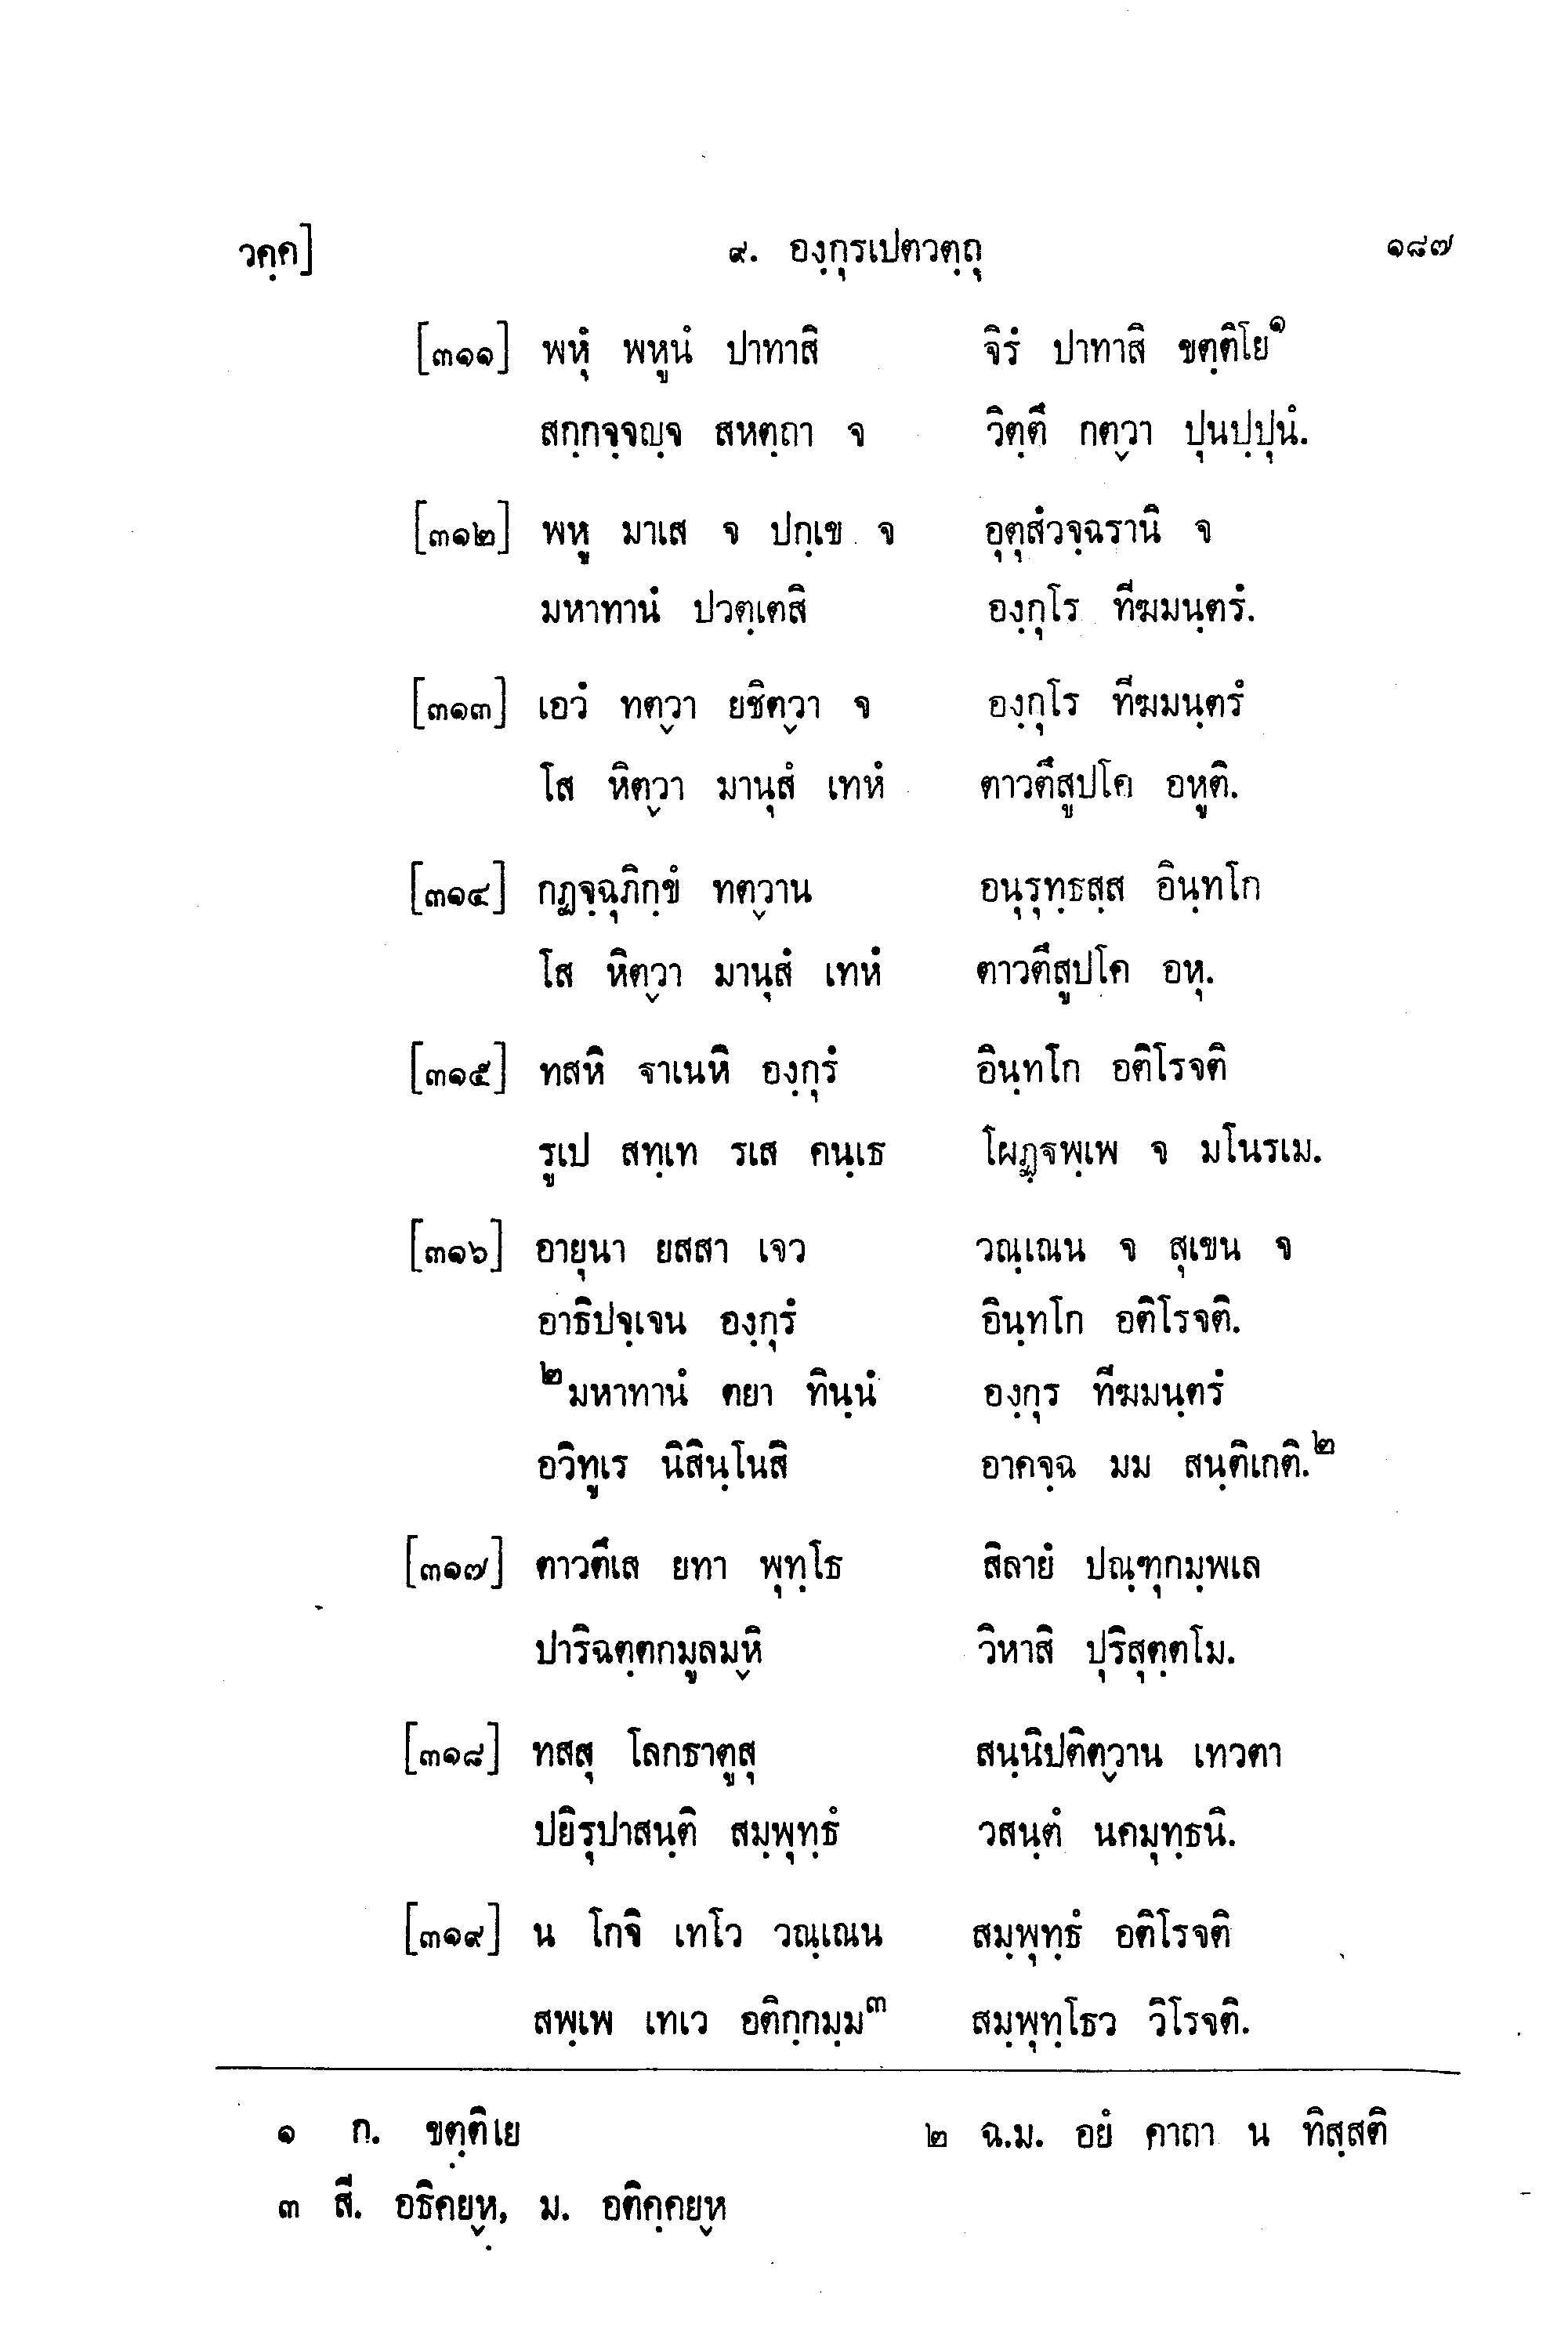 วคฺค] ๙. องฺกุรเปตวตฺถุ ๑๘๗
[๓๑๑] พหุํ พหูนํ ปาทาสิ จิรํ ปาทาสิ ขตฺติโย๑
สกฺกจฺจญฺจ สหตฺถา จ วิตฺตึ กตฺวา ปุนปฺปุนํ.
[๓๑๒] พหู มาเส จ ปกฺเข จ อุตุสํวจฺฉรานิ จ
มหาทานํ ปวตฺเตสิ องฺกุโร ทีฆมนฺตรํ.
[๓๑๓] เอวํ ทตฺวา ยชิตฺวา จ องฺกุโร ทีฆมนฺตรํ
โส หิตฺวา มานุสํ เทหํ ตาวตึสูปโค อหูติ.
[๓๑๔] กฏจฺฉุภิกฺขํ ทตฺวาน อนุรุทฺธสฺส อินฺทโก
โส หิตฺวา มานุสํ เทหํ ตาวตึสูปโค อหุ.
[๓๑๕] ทสหิ ฐาเนหิ องฺกุรํ อินฺทโก อติโรจติ
รูเป สทฺเท รเส คนฺเธ โผฏฺฐพฺเพ จ มโนรเม.
[๓๑๖] อายุนา ยสสา เจว วณฺเณน จ สุเขน จ
อาธิปจฺเจน องฺกุรํ อินฺทโก อติโรจติ.
๒มหาทานํ ตยา ทินฺนํ องฺกุร ทีฆมนฺตรํ
อวิทูเร นิสินฺโนสิ อาคจฺฉ มม สนฺติเกติ.๒
[๓๑๗] ตาวตึเส ยทา พุทฺโธ สิลายํ ปณฺฑุกมฺพเล
ปาริฉตฺตกมูลมฺหิ วิหาสิ ปุริสุตฺตโม.
[๓๑๘] ทสสุ โลกธาตูสุ สนฺนิปติตฺวาน เทวตา
ปยิรุปาสนฺติ สมฺพุทฺธํ วสนฺตํ นคมุทฺธนิ.
[๓๑๙] น โกจิ เทโว วณฺเณน สมฺพุทฺธํ อติโรจติ
สพฺเพ เทเว อติกฺกมฺม๓ สมฺพุทฺโธว วิโรจติ.
๑ ก. ขตฺติเย ๒ ฉ.ม. อยํ คาถา น ทิสฺสติ
๓ สี. อธิคยฺห, ม. อติคฺคยฺห